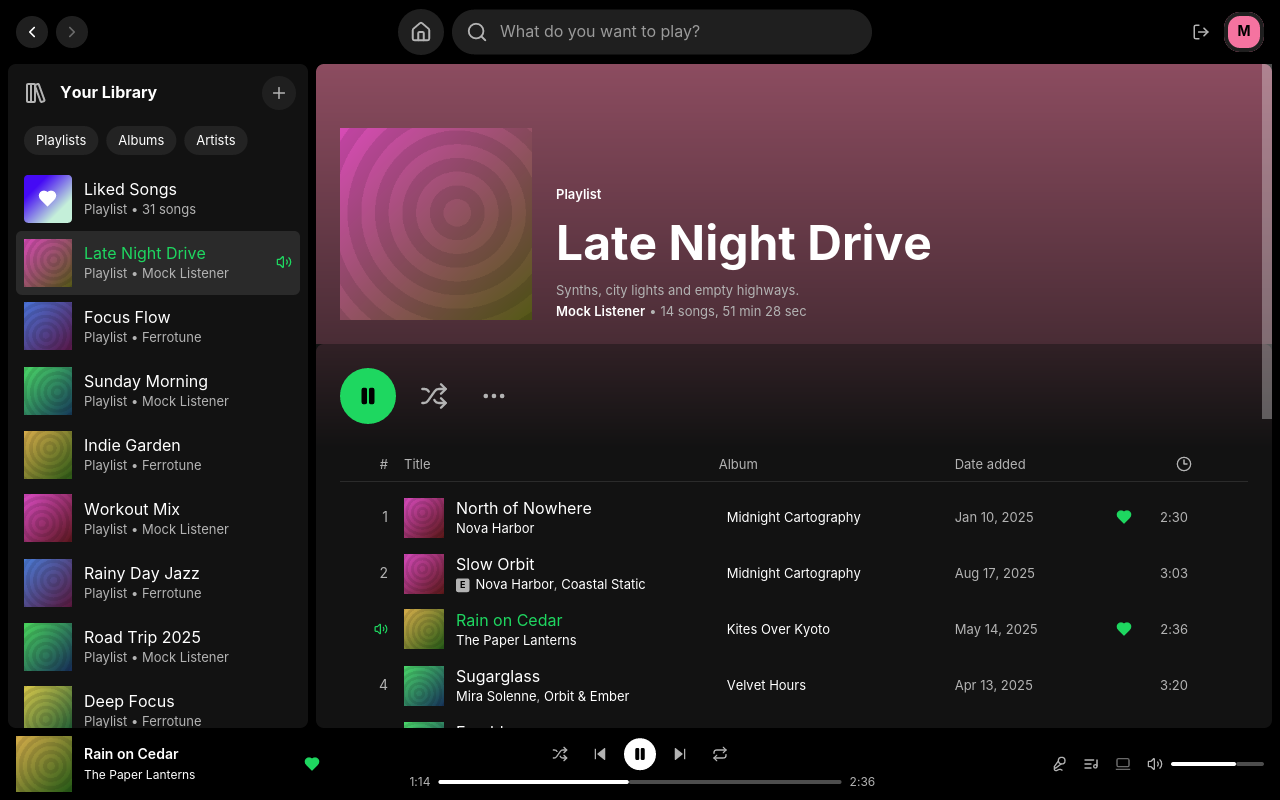 What do you want to play?
M
Your Library
Playlists
Albums
Artists
Liked Songs
Playlist • 31 songs
Late Night Drive
Playlist • Mock Listener
Focus Flow
Playlist • Ferrotune
Sunday Morning
Playlist • Mock Listener
Indie Garden
Playlist • Ferrotune
Workout Mix
Playlist • Mock Listener
Rainy Day Jazz
Playlist • Ferrotune
Road Trip 2025
Playlist • Mock Listener
Deep Focus
Playlist • Ferrotune
Playlist
Late Night Drive
Synths, city lights and empty highways.
Mock Listener • 14 songs, 51 min 28 sec
# Title Album Date added
1 North of Nowhere Midnight Cartography Jan 10, 2025 2:30
Nova Harbor
2 Slow Orbit Midnight Cartography Aug 17, 2025 3:03
E Nova Harbor, Coastal Static
Rain on Cedar Kites Over Kyoto May 14, 2025 2:36
The Paper Lanterns
4 Sugarglass Velvet Hours Apr 13, 2025 3:20
Mira Solenne, Orbit & Ember
Rain on Cedar
The Paper Lanterns
1:14 2:36